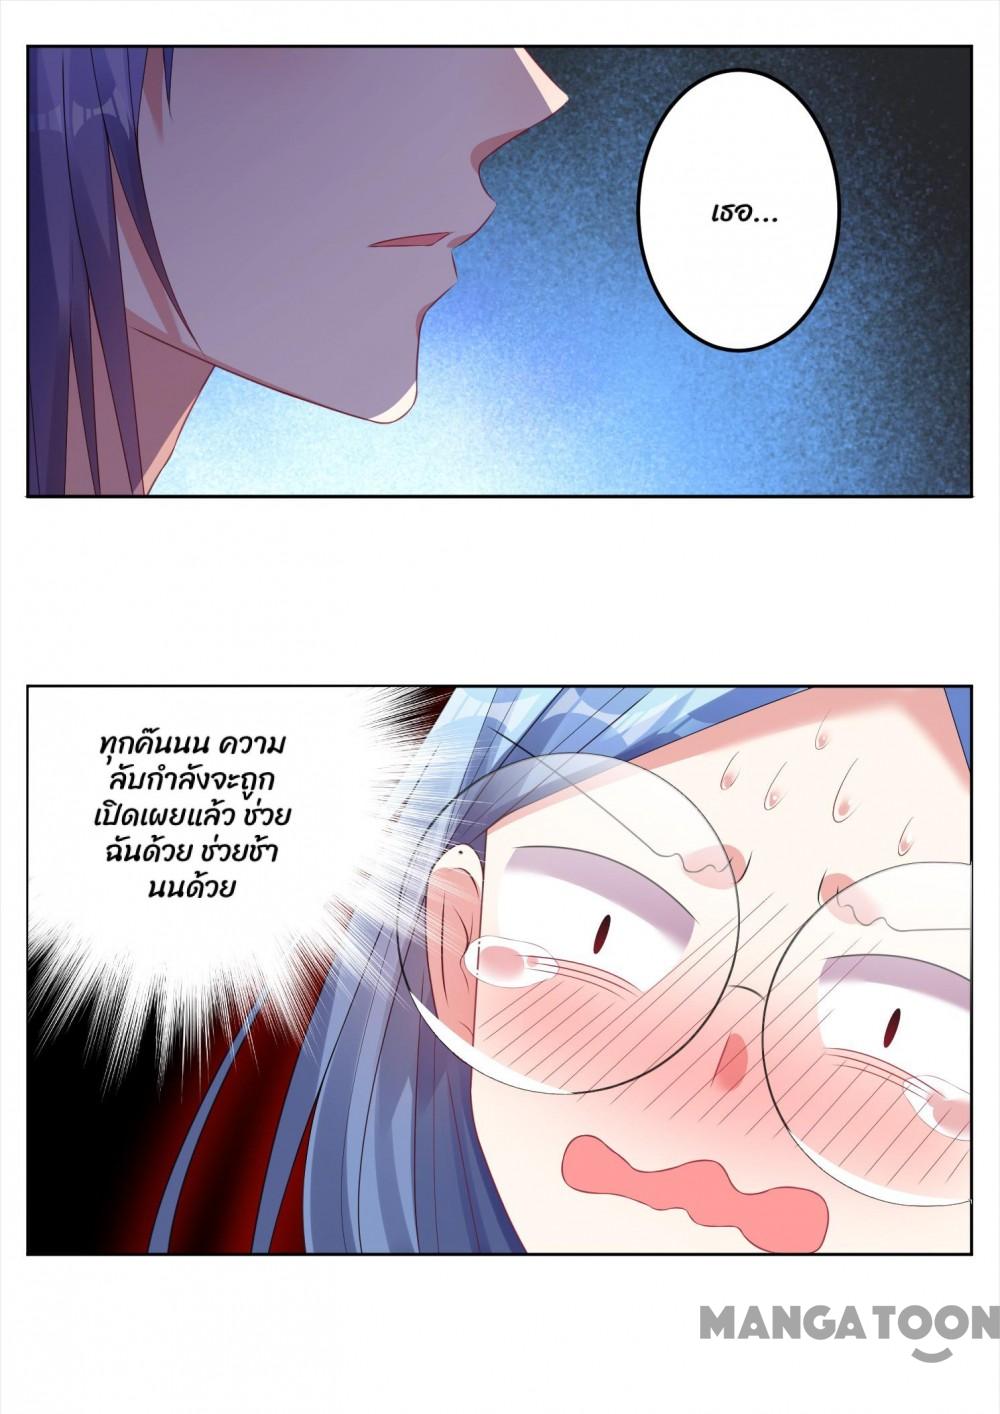 เธอ...
ทุกค๊นนน ความ
ลับกำลังจะถูก
เปิดเผยแล้ว ช่วย
ฉันด้วย ช่วยช้า
นนด้วย
MANGATOON